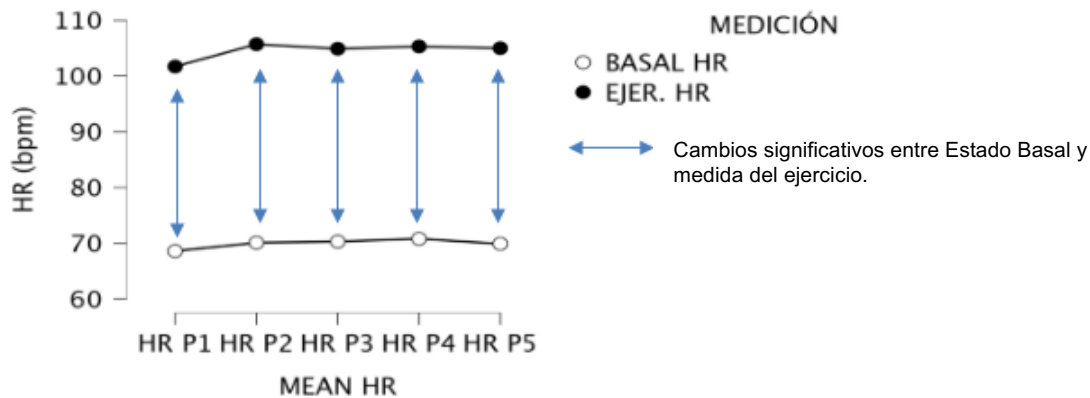 110
100
90
80
70
60
HR (bpm)
HR P1 HR P2 HR P3 HR P4 HR P5
MEAN HR
MEDICIÓN
BASAL HR
EJER. HR
Cambios significativos entre Estado Basal y
medida del ejercicio.